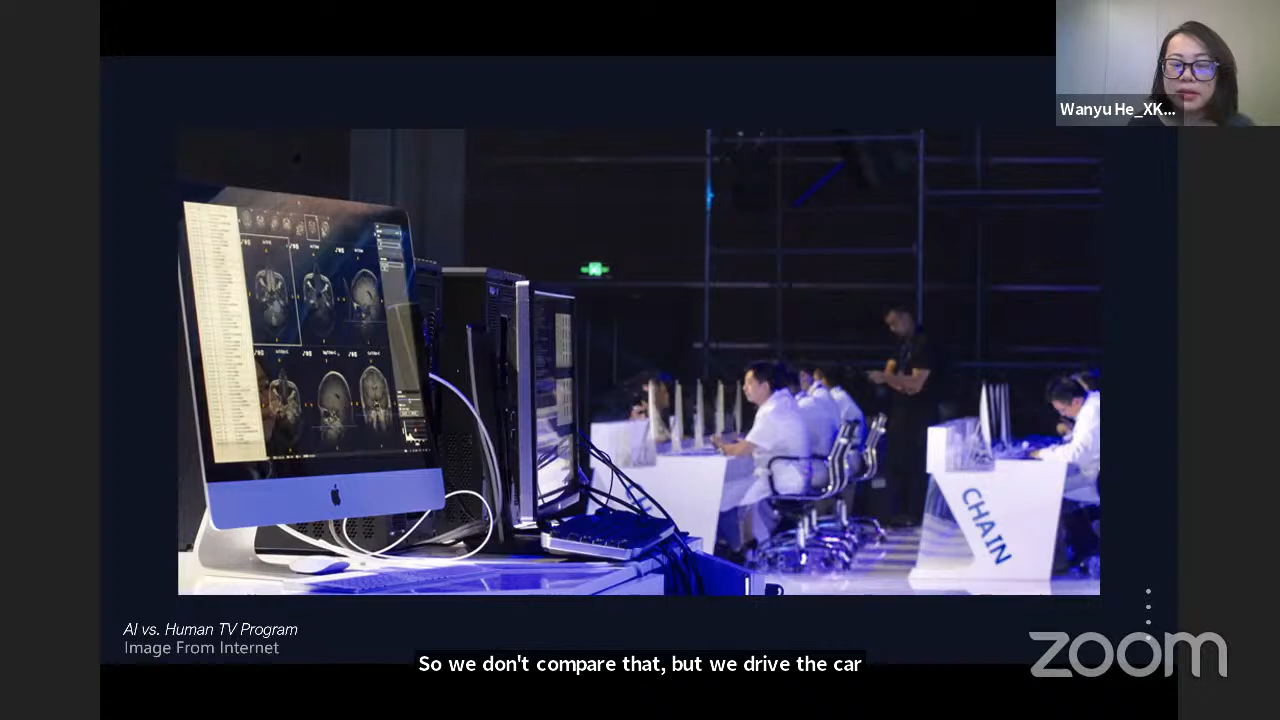 Wanyu He_XK...
CHAIN
AI vs. Human TV Program
Image From Internet
So we don't compare that, but we drive the car
zoom